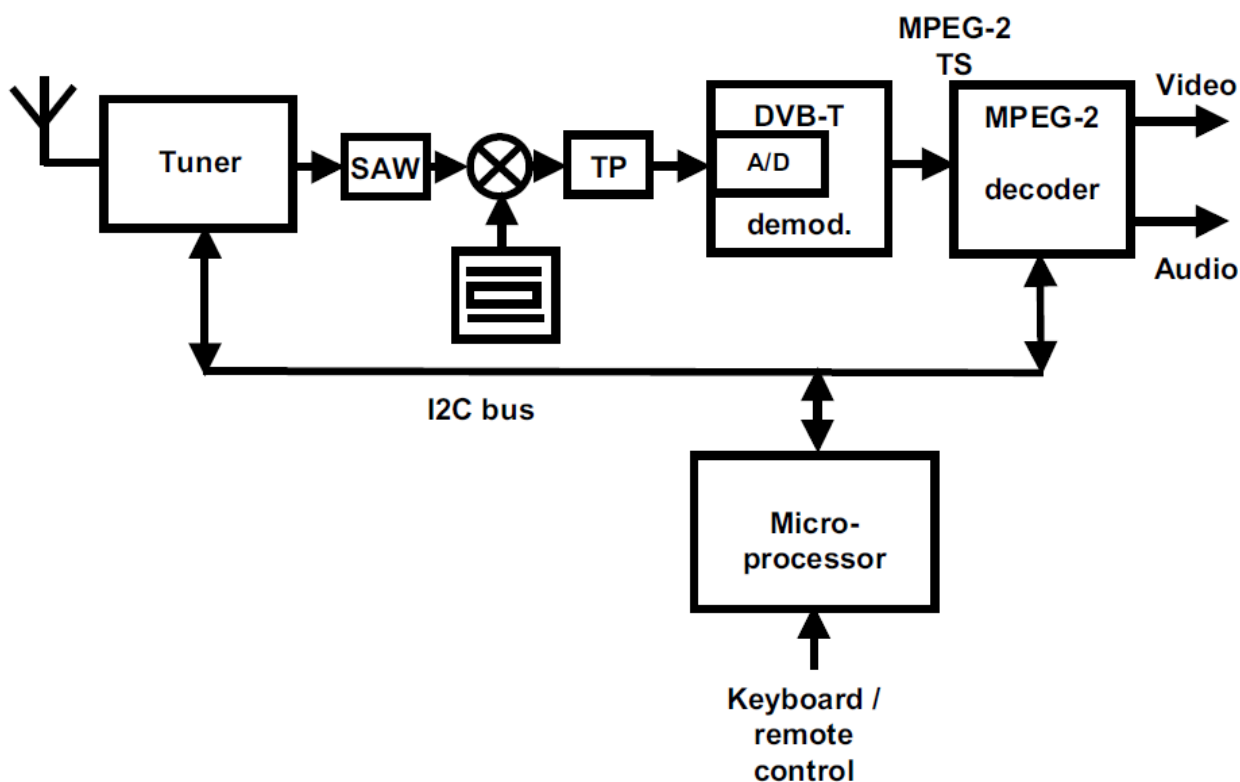 MPEG-2
TS
Video
Tuner
SAW
TP
DVB-T
A/D
demod.
MPEG-2
decoder
Audio
I2C bus
Micro-
processor
Keyboard /
remote
control